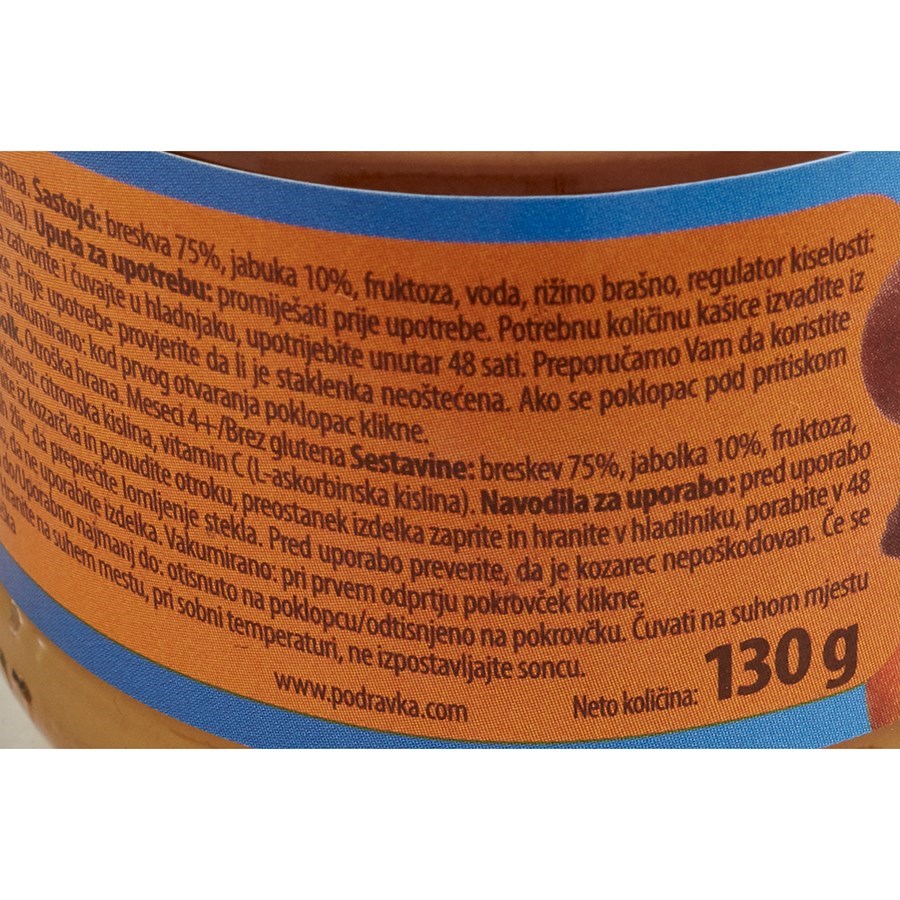 rana. Sastojci: breskva 75%, jabuka 10%, fruktoza, voda, rižino brašno, regulator kiselosti:
lina). Uputa za upotrebu: promiješati prije upotrebe. Potrebnu količinu kašice izvadite iz
zatvorite i čuvajte u hladnjaku, upotrijebite unutar 48 sati. Preporučamo Vam da koristite
Prije upotrebe provjerite da li je staklenka neoštećena. Ako se poklopac pod pritiskom
Vakumirano: kod prvog otvaranja poklopac klikne.
Otroška hrana. Meseci 4+/Brez glutena Sestavine: breskev 75%, jabolka 10%, fruktoza,
citronska kislina, vitamin C (L-askorbinska kislina). Navodila za uporabo: pred uporabo
iz kozarčka in ponudite otroku, preostanek izdelka zaprite in hranite v hladilniku, porabite v 48
žlic, da preprečite lomljenje stekla. Pred uporabo preverite, da je kozarec nepoškodovan. Če se
da ne uporabite izdelka. Vakumirano: pri prvem odprtju pokrovček klikne.
do/Uporabno najmanj do: otisnuto na poklopcu/odtisnjeno na pokrovčku. Čuvati na suhom mjestu
Hranite na suhem mestu, pri sobni temperaturi, ne izpostavljajte soncu.
www.podravka.com
Neto količina: 130 g